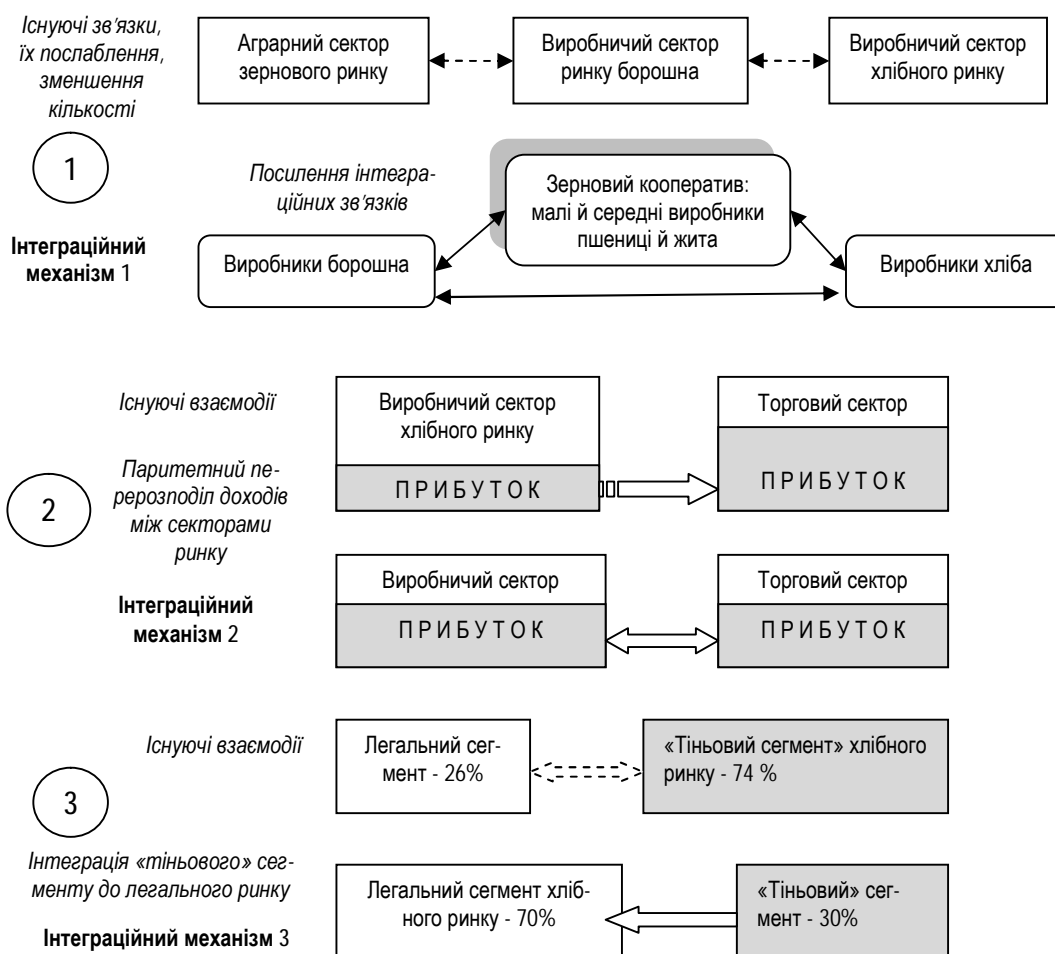 Існуючі зв’язки,
їх послаблення,
зменшення
кількості
Аграрний сектор
зернового ринку
Виробничий сектор
ринку борошна
Виробничий сектор
хлібного ринку
1
Посилення інтегра-
ційних зв’язків
Зерновий кооператив:
малі й середні виробники
пшениці й жита
Інтеграційний
механізм 1
Виробники борошна
Виробники хліба
Існуючі взаємодії
Виробничий сектор
хлібного ринку
ПРИБУТОК
Торговий сектор
ПРИБУТОК
2
Паритетний пе-
рерозподіл доходів
між секторами
ринку
Інтеграційний
механізм 2
Виробничий сектор
ПРИБУТОК
Торговий сектор
ПРИБУТОК
Існуючі взаємодії
Легальний сег-
мент - 26%
«Тіньовий сегмент» хлібного
ринку - 74 %
3
Інтеграція «тіньового» сег-
менту до легального ринку
Інтеграційний механізм 3
Легальний сегмент хліб-
ного ринку - 70%
«Тіньовий» сег-
мент - 30%